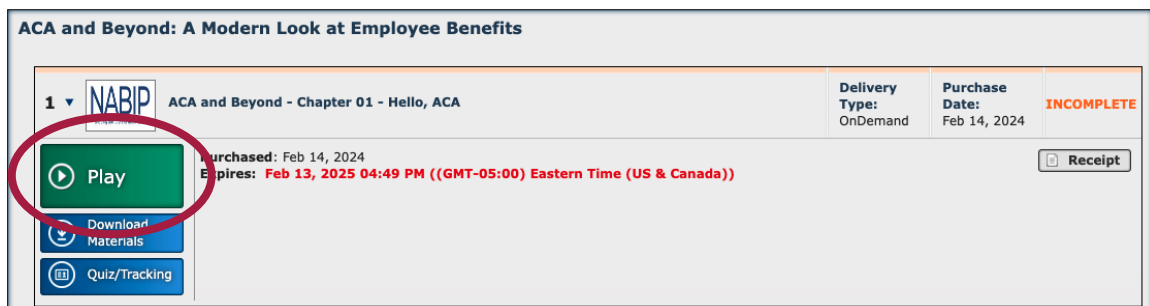 ACA and Beyond: A Modern Look at Employee Benefits
1 NABIP ACA and Beyond - Chapter 01 - Hello, ACA
Delivery Type: OnDemand
Purchase Date: Feb 14, 2024
INCOMPLETE
Play
Purchased: Feb 14, 2024
Expires: Feb 13, 2025 04:49 PM ((GMT-05:00) Eastern Time (US & Canada))
Receipt
Download
Materials
Quiz/Tracking